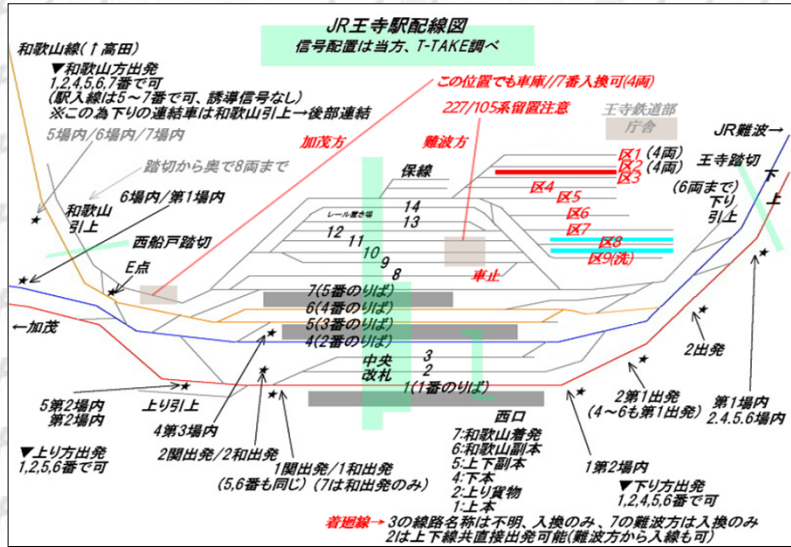 JR王寺駅配線図
信号配置は当方、T-TAKE調べ
和歌山線(↑高田)
▼和歌山方出発
1,2,4,5,6,7番で可
(駅入線は5～7番で可、誘導信号なし)
※この為下りの連結車は和歌山引上→後部連結
5場内/6場内/7場内
踏切から奥で8両まで
和歌山
引上
6場内/第1場内
西船戸踏切
E点
←加茂
この位置でも車庫//7番入換可(4両)
227/105系留置注意
加茂方
難波方
王寺鉄道部
庁舎
JR難波→
王寺踏切
下
上
(6両まで)
下り
引上
保線
区1(4両)
区2(4両)
区3
区4
区5
区6
区7
区8
区9(洗)
レール置き場
14
13
12
11
10
9
8
車止
7(5番のりば)
6(4番のりば)
5(3番のりば)
4(2番のりば)
中央
改札
3
2
1(1番のりば)
5第2場内
第2場内
上り引上
4第3場内
2関出発/2和出発
▼上り方出発
1,2,5,6番で可
1関出発/1和出発
(5,6番も同じ)(7は和出発のみ)
西口
7:和歌山着発
6:和歌山副本
5:上下副本
4:下本
2:上り貨物
1:上本
2出発
2第1出発
(4～6も第1出発)
第1場内
2.4.5.6場内
1第2場内
▼下り方出発
1,2,4,5,6番で可
着廻線→3の線路名称は不明、入換のみ、7の難波方は入換のみ
2は上下線共直接出発可能(難波方から入線も可)